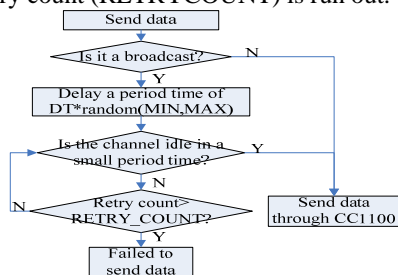 ry count (RETRYCOUNT) is run out.
Send data
Is it a broadcast?
N
Y
Delay a period time of
DT*random(MIN,MAX)
Is the channel idle in a
small period time?
Y
N
Retry count>
RETRY_COUNT?
N
Y
Send data
through CC1100
Failed to
send data